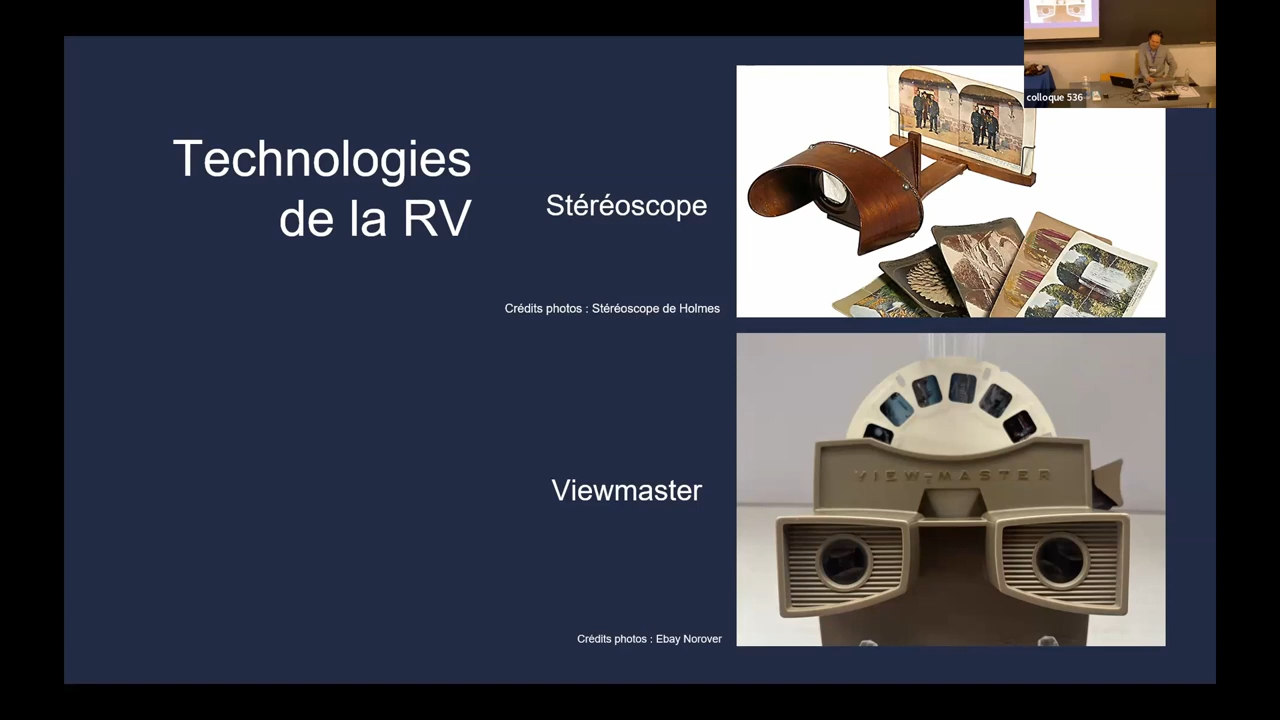 colloque 536
Technologies
de la RV
Stéréoscope
Crédits photos : Stéréoscope de Holmes
VIEW-MASTER
Viewmaster
Crédits photos : Ebay Norover